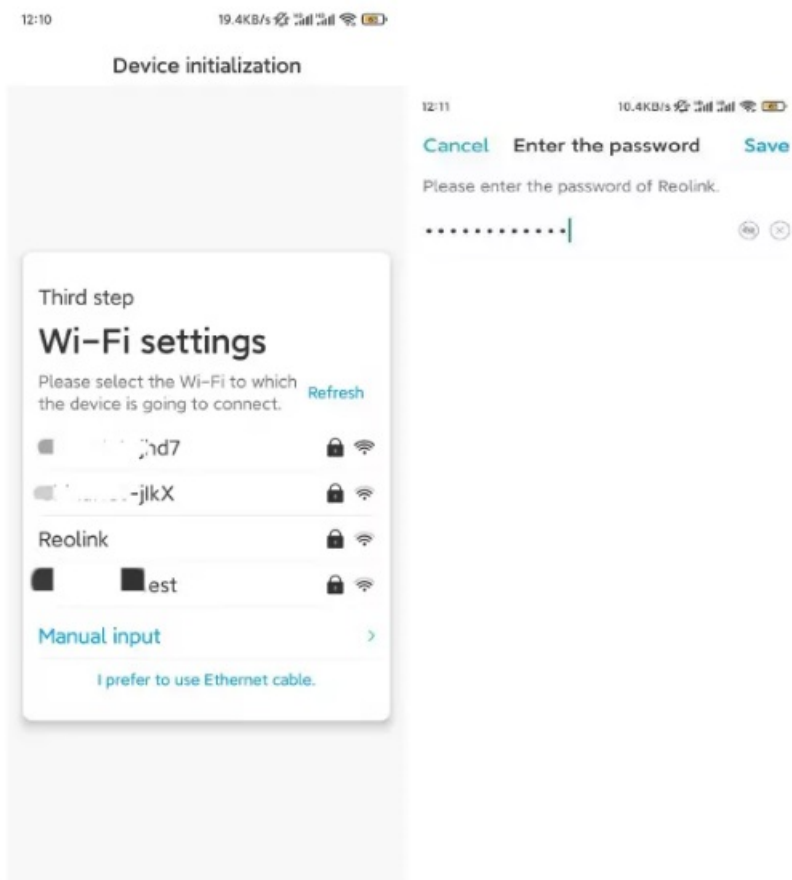 12:10
19.4KB/s
Device initialization
Third step
Wi-Fi settings
Please select the Wi-Fi to which
the device is going to connect.
Refresh
hd7
-jIkX
Reolink
est
Manual input
I prefer to use Ethernet cable.
12:11
10.4KB/s
Cancel
Enter the password
Save
Please enter the password of Reolink.